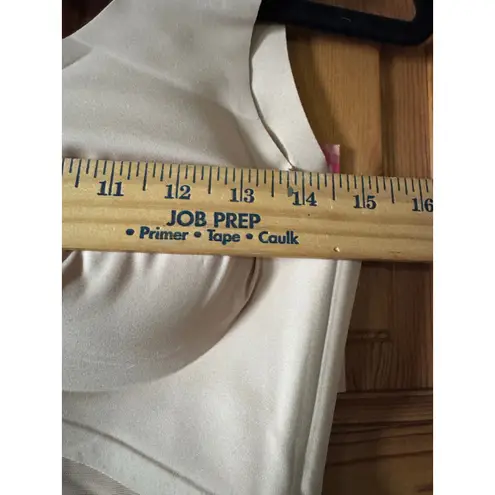 11 12 13 14 15 16
JOB PREP
• Primer • Tape • Caulk